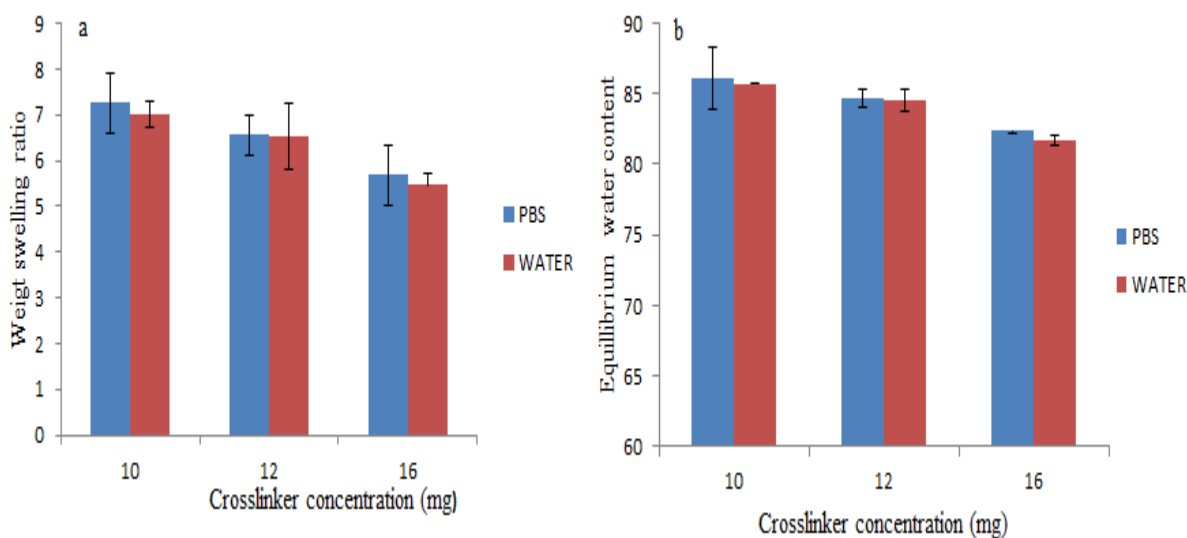 a
9
8
7
6
5
4
3
2
1
0
Weigt swelling ratio
10 12 16
Crosslinker concentration (mg)
PBS
WATER
b
90
85
80
75
70
65
60
Equillibrium water content
10 12 16
Crosslinker concentration (mg)
PBS
WATER